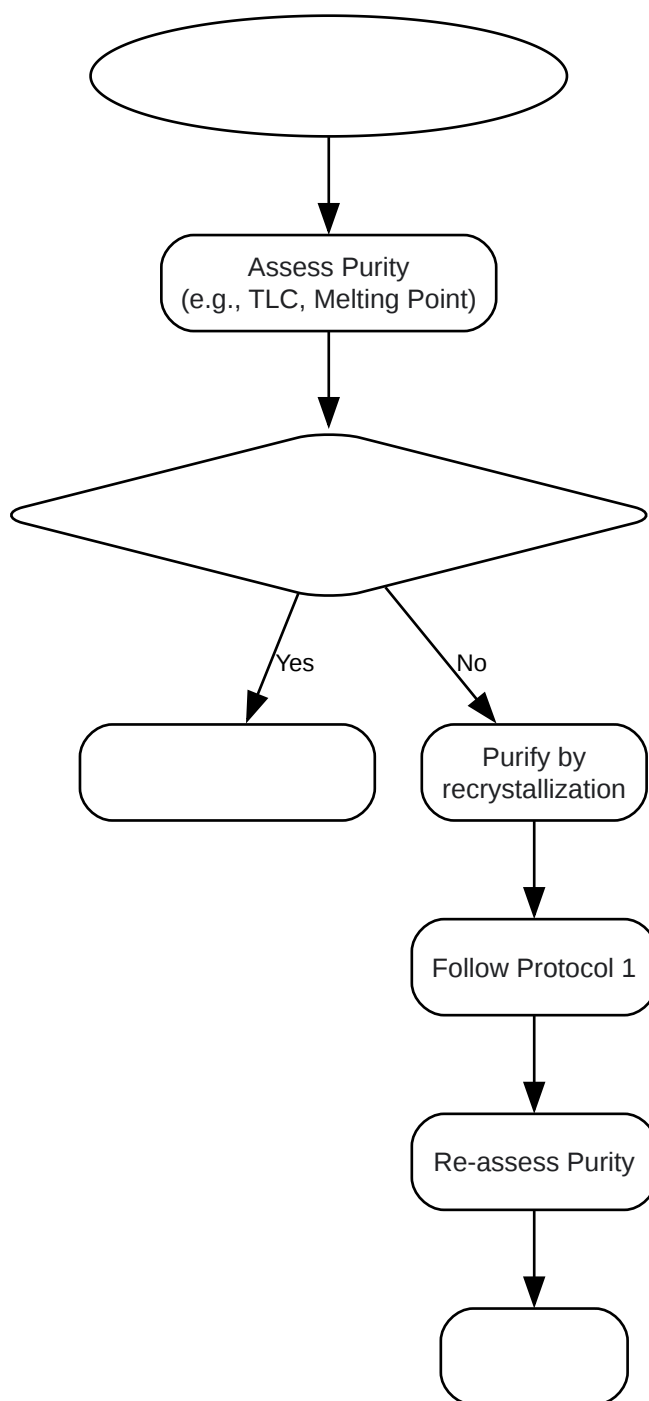 Assess Purity
(e.g., TLC, Melting Point)
Yes
No
Purify by
recrystallization
Follow Protocol 1
Re-assess Purity